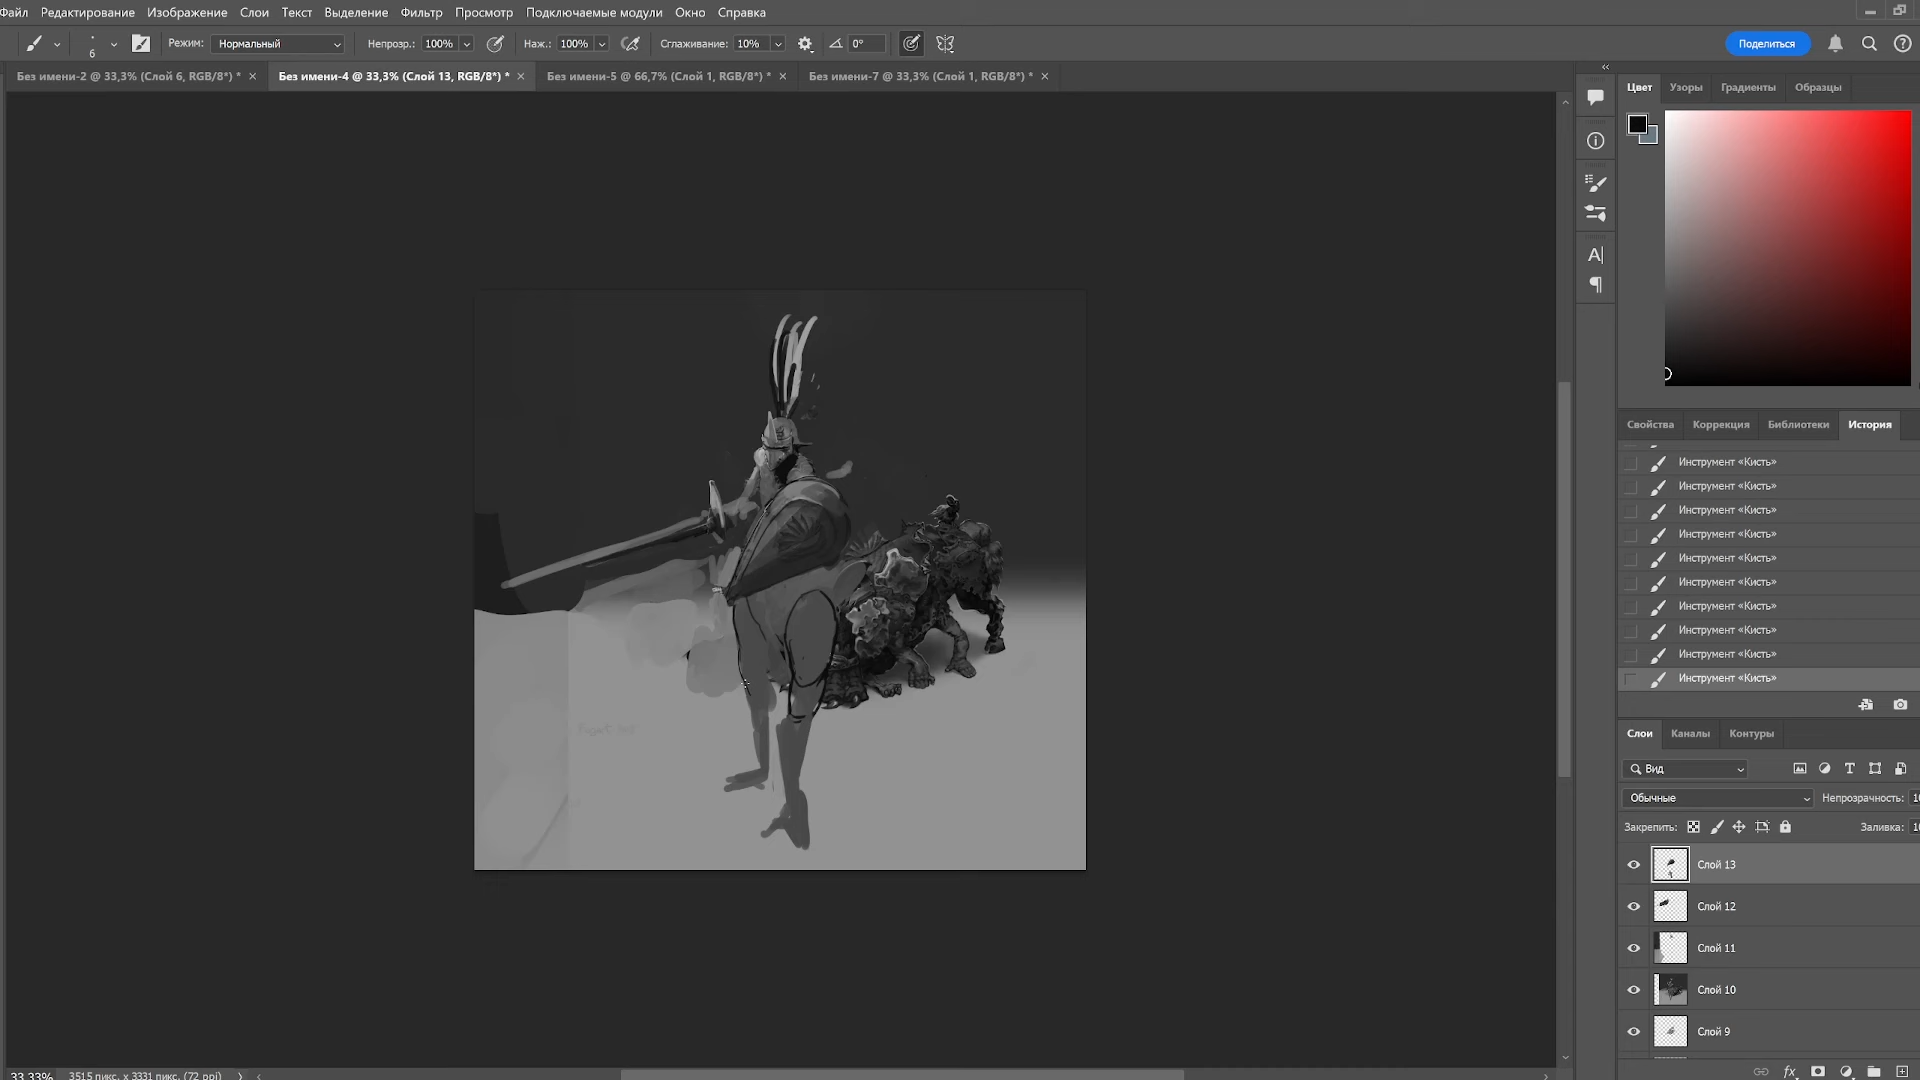 Файл Редактирование Изображение Слои Текст Выделение Фильтр Просмотр Подключаемые модули Окно Справка
6 Режим: Нормальный Непрозр.: 100% Наж.: 100% Сглаживание: 10% 0° Поделиться
Без имени-2 @ 33,3% (Слой 6, RGB/8*) * Без имени-4 @ 33,3% (Слой 13, RGB/8*) * Без имени-5 @ 66,7% (Слой 1, RGB/8*) * Без имени-7 @ 33,3% (Слой 1, RGB/8*) *
Цвет Узоры Градиенты Образцы
Свойства Коррекция Библиотеки История
Инструмент «Кисть»
Инструмент «Кисть»
Инструмент «Кисть»
Инструмент «Кисть»
Инструмент «Кисть»
Инструмент «Кисть»
Инструмент «Кисть»
Инструмент «Кисть»
Инструмент «Кисть»
Инструмент «Кисть»
Слои Каналы Контуры
Вид
Обычные Непрозрачность: 10
Закрепить: Заливка: 10
Слой 13
Слой 12
Слой 11
Слой 10
Слой 9
33,33% 3515 пикс. x 3331 пикс. (72 ppi)